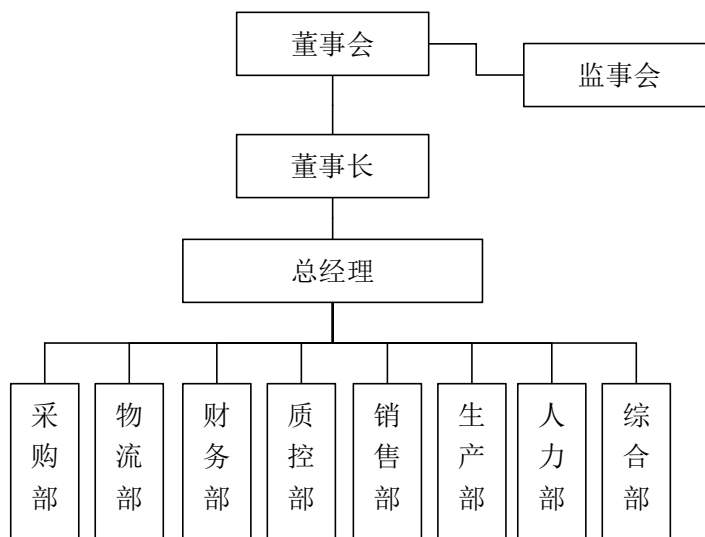 董事会
监事会
董事长
总经理
采购部
物流部
财务部
质控部
销售部
生产部
人力部
综合部